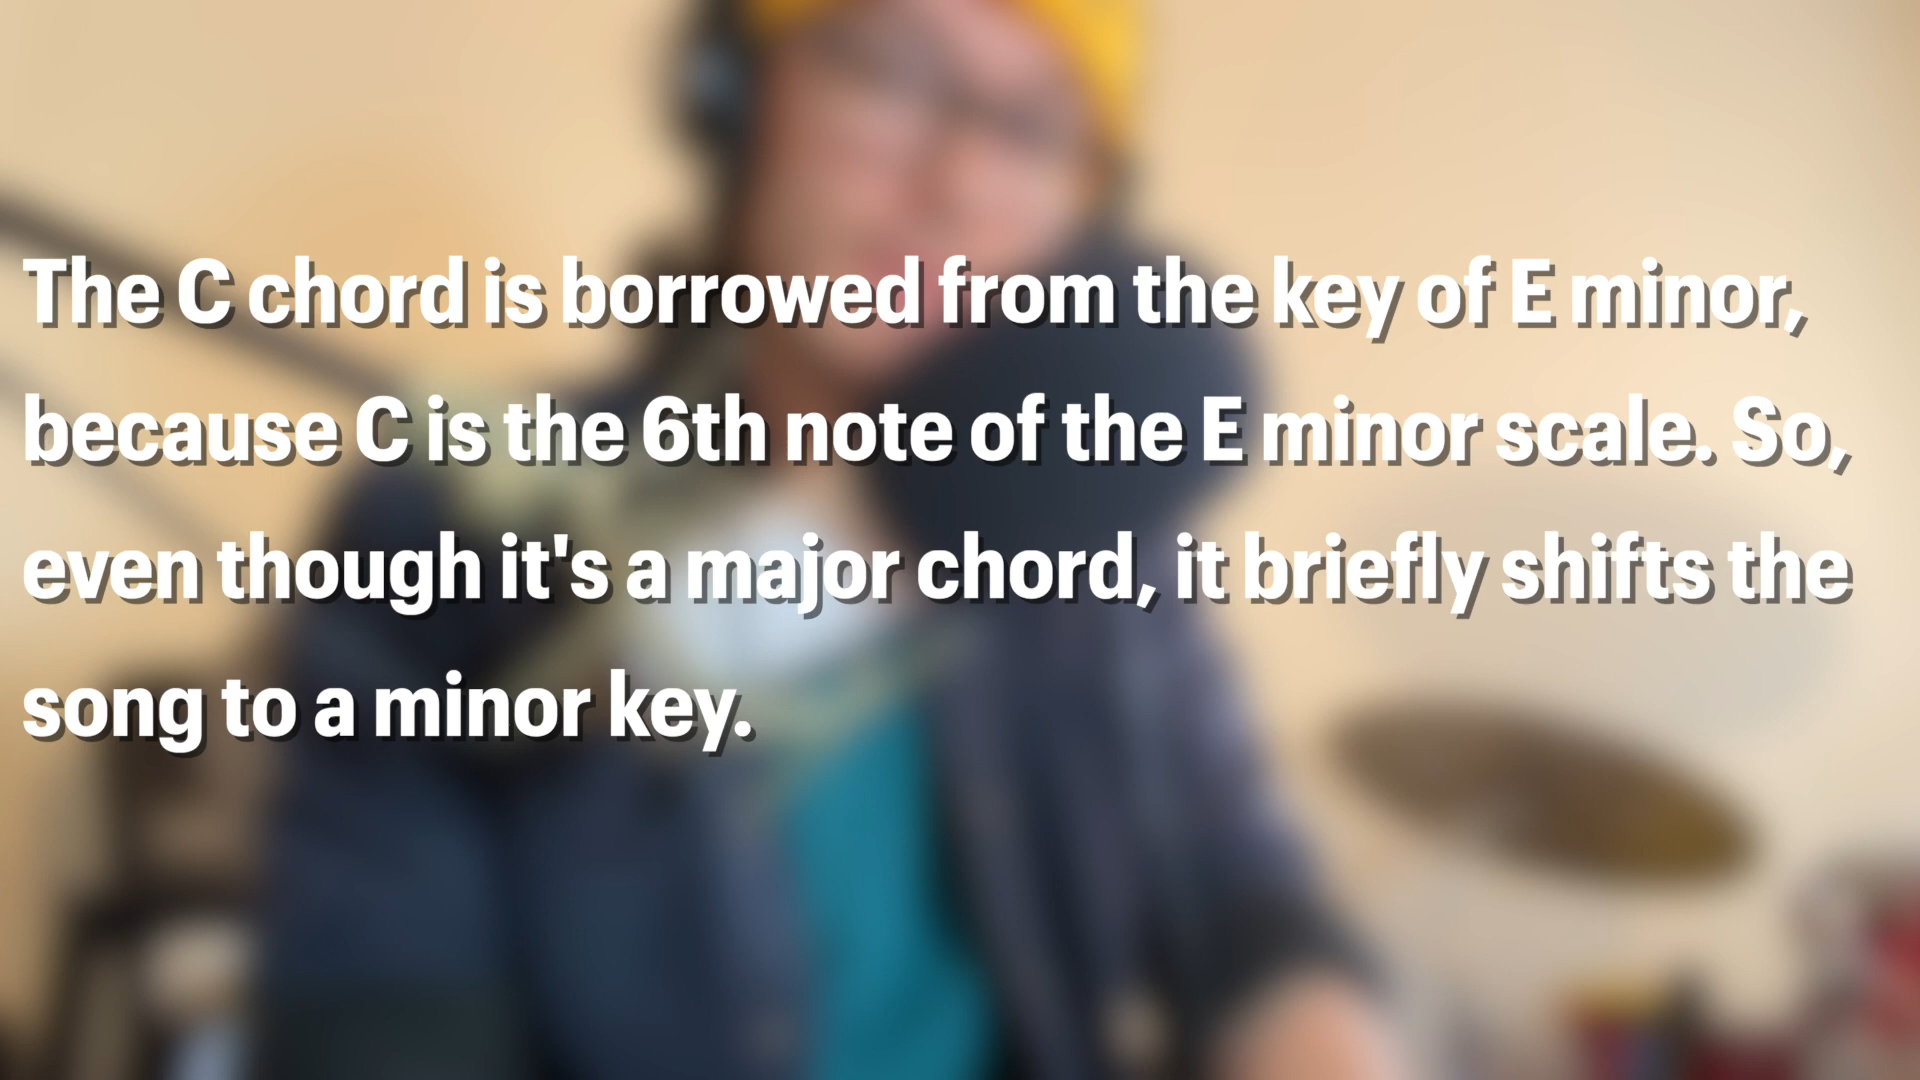 The C chord is borrowed from the key of E minor,
because C is the 6th note of the E minor scale. So,
even though it's a major chord, it briefly shifts the
song to a minor key.